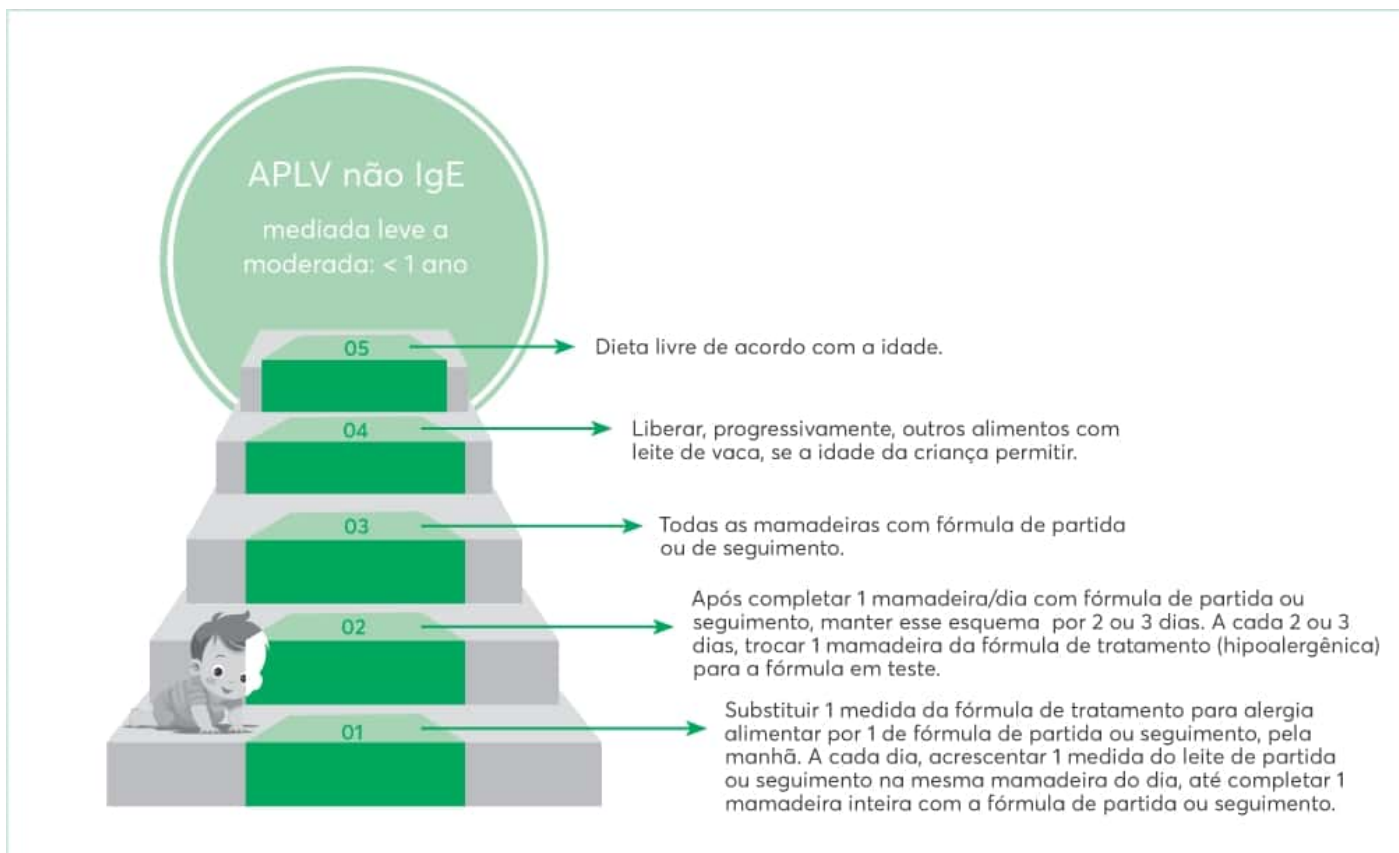 APLV não IgE
mediada leve a
moderada: < 1 ano
05
Dieta livre de acordo com a idade.
04
Liberar, progressivamente, outros alimentos com
leite de vaca, se a idade da criança permitir.
03
Todas as mamadeiras com fórmula de partida
ou de seguimento.
02
Após completar 1 mamadeira/dia com fórmula de partida ou
seguimento, manter esse esquema por 2 ou 3 dias. A cada 2 ou 3
dias, trocar 1 mamadeira da fórmula de tratamento (hipoalergênica)
para a fórmula em teste.
01
Substituir 1 medida da fórmula de tratamento para alergia
alimentar por 1 de fórmula de partida ou seguimento, pela
manhã. A cada dia, acrescentar 1 medida do leite de partida
ou seguimento na mesma mamadeira do dia, até completar 1
mamadeira inteira com a fórmula de partida ou seguimento.